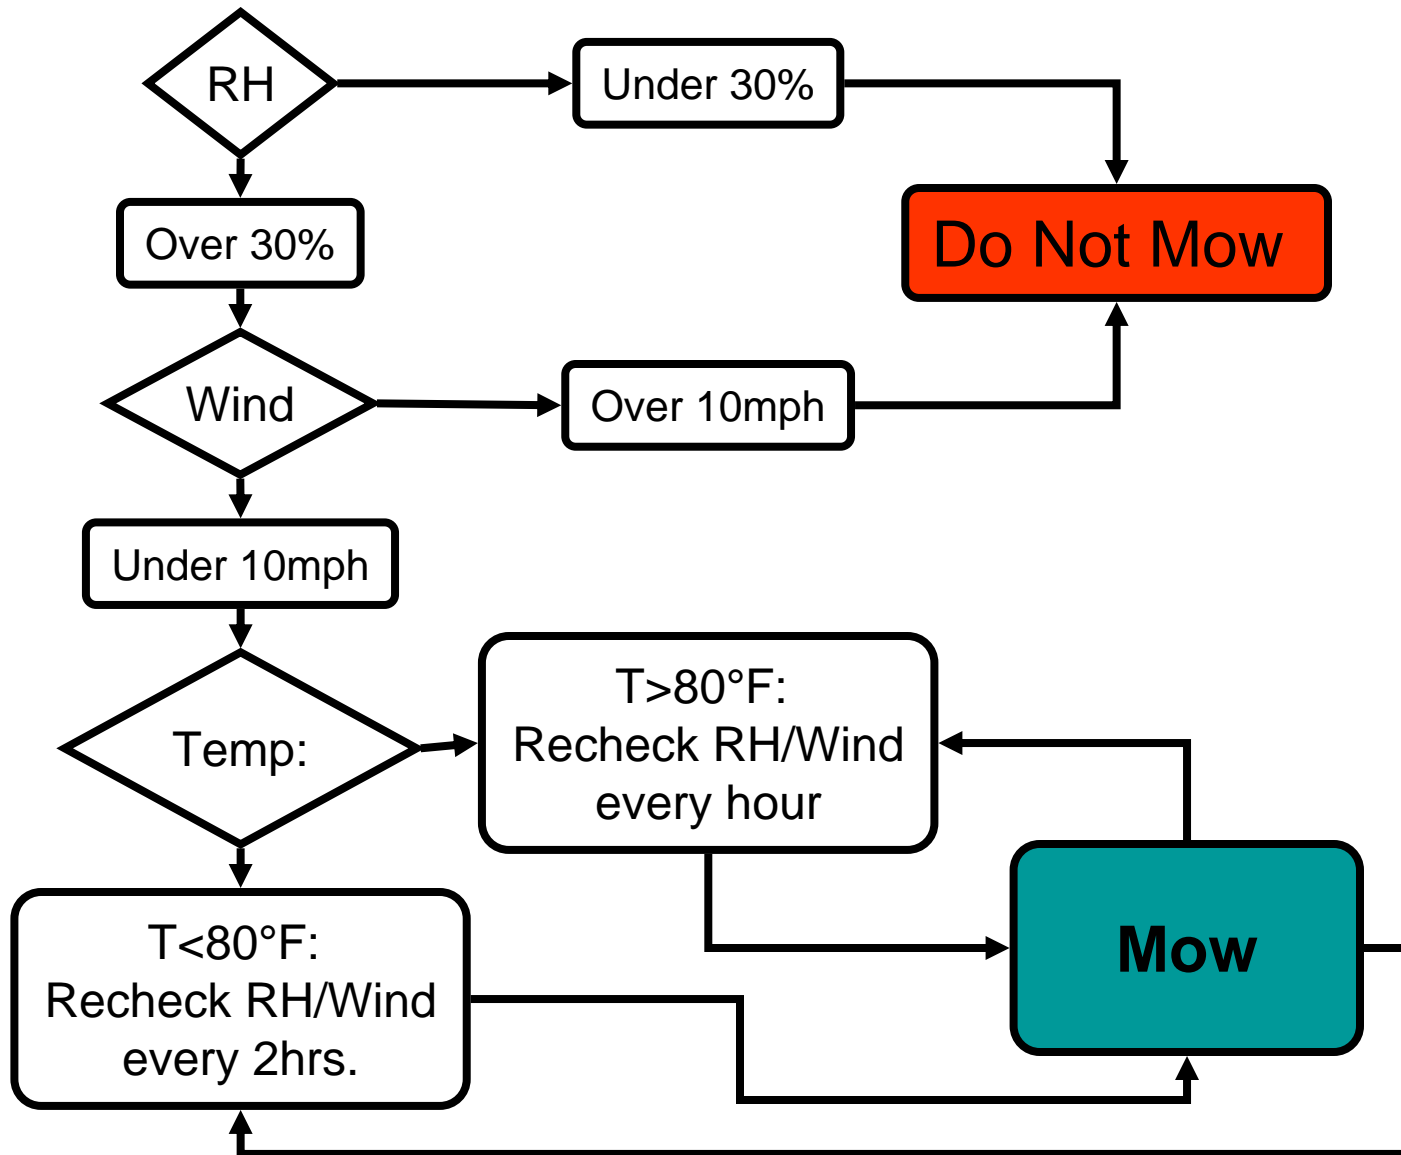 RH
Under 30%
Over 30%
Do Not Mow
Wind
Over 10mph
Under 10mph
Temp:
T>80°F:
Recheck RH/Wind
every hour
T<80°F:
Recheck RH/Wind
every 2hrs.
Mow